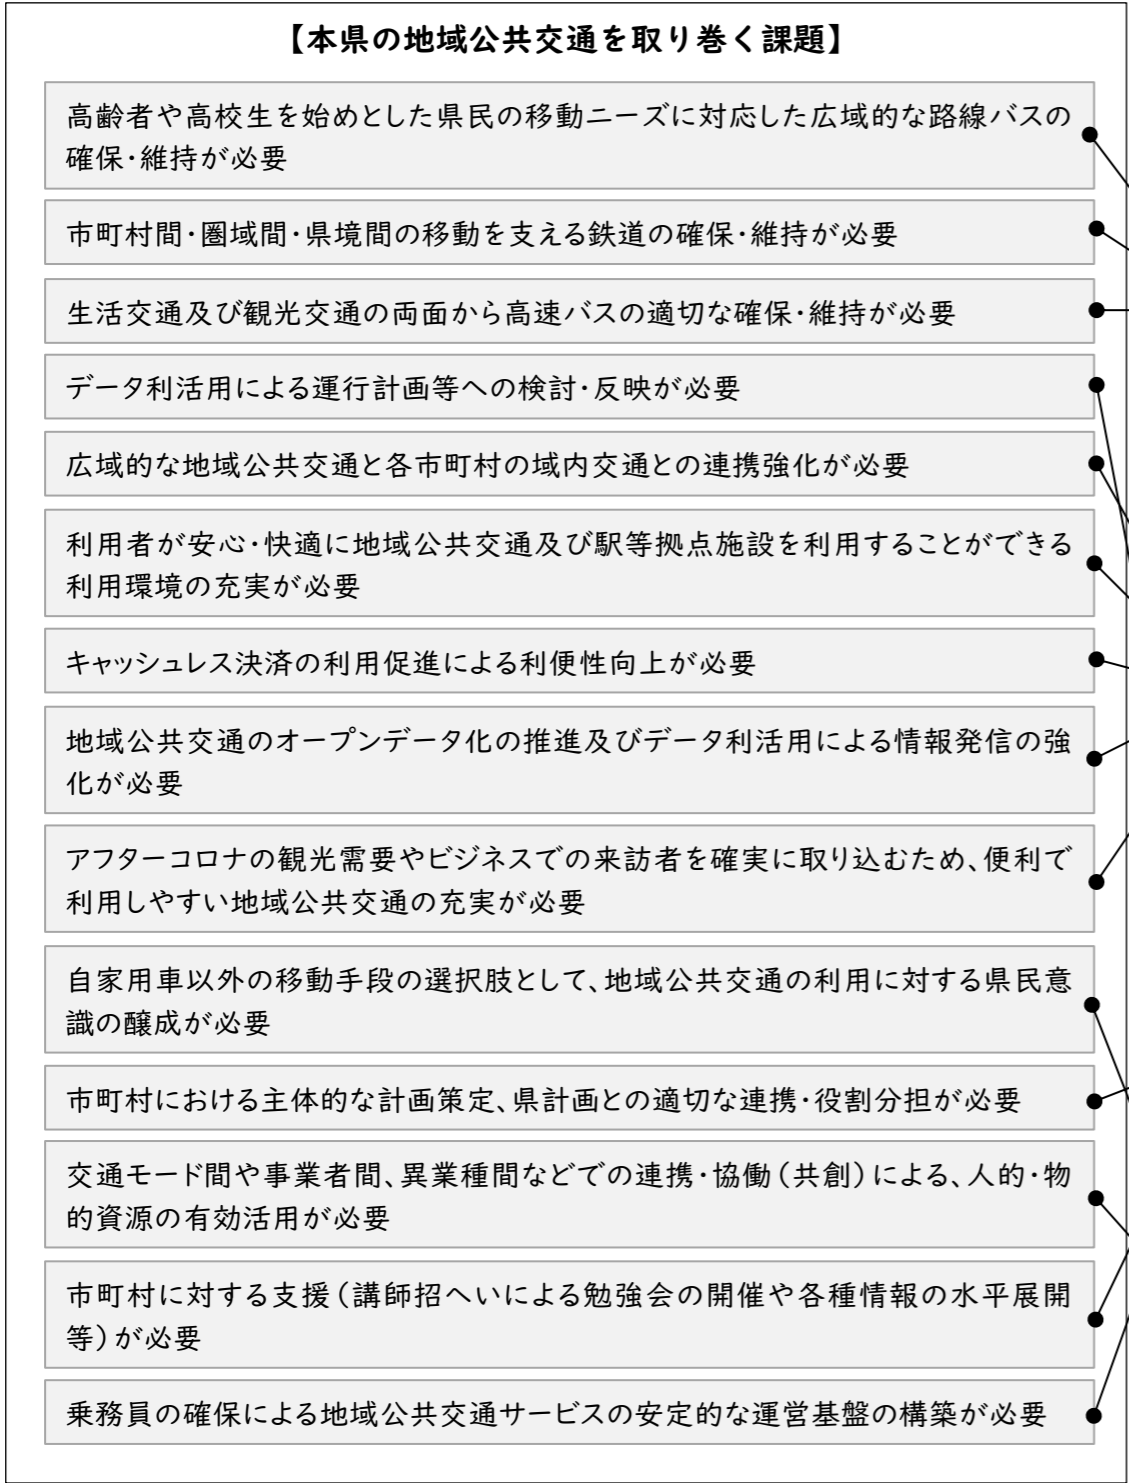 【本県の地域公共交通を取り巻く課題】
高齢者や高校生を始めとした県民の移動ニーズに対応した広域的な路線バスの
確保・維持が必要
市町村間・圏域間・県境間の移動を支える鉄道の確保・維持が必要
生活交通及び観光交通の両面から高速バスの適切な確保・維持が必要
データ利活用による運行計画等への検討・反映が必要
広域的な地域公共交通と各市町村の域内交通との連携強化が必要
利用者が安心・快適に地域公共交通及び駅等拠点施設を利用することができる
利用環境の充実が必要
キャッシュレス決済の利用促進による利便性向上が必要
地域公共交通のオープンデータ化の推進及びデータ利活用による情報発信の強
化が必要
アフターコロナの観光需要やビジネスでの来訪者を確実に取り込むため、便利で
利用しやすい地域公共交通の充実が必要
自家用車以外の移動手段の選択肢として、地域公共交通の利用に対する県民意
識の醸成が必要
市町村における主体的な計画策定、県計画との適切な連携・役割分担が必要
交通モード間や事業者間、異業種間などでの連携・協働（共創）による、人的・物
的資源の有効活用が必要
市町村に対する支援（講師招へいによる勉強会の開催や各種情報の水平展開
等）が必要
乗務員の確保による地域公共交通サービスの安定的な運営基盤の構築が必要